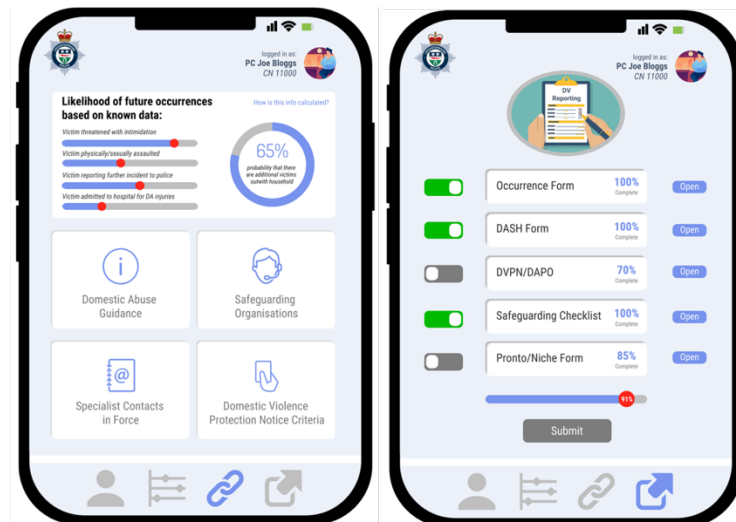 logged in as:
PC Joe Bloggs
CN 11000
Likelihood of future occurrences
based on known data:
How is this info calculated?
Victim threatened with intimidation
Victim physically/sexually assaulted
Victim reporting further incident to police
Victim admitted to hospital for DA injuries
65%
probability that there
are additional victims
outwith household
Domestic Abuse
Guidance
Safeguarding
Organisations
Specialist Contacts
in Force
Domestic Violence
Protection Notice Criteria
logged in as:
PC Joe Bloggs
CN 11000
DV
Reporting
Occurrence Form
100%
Complete
Open
DASH Form
100%
Complete
Open
DVPN/DAPO
70%
Complete
Open
Safeguarding Checklist
100%
Complete
Open
Pronto/Niche Form
85%
Complete
Open
91%
Submit